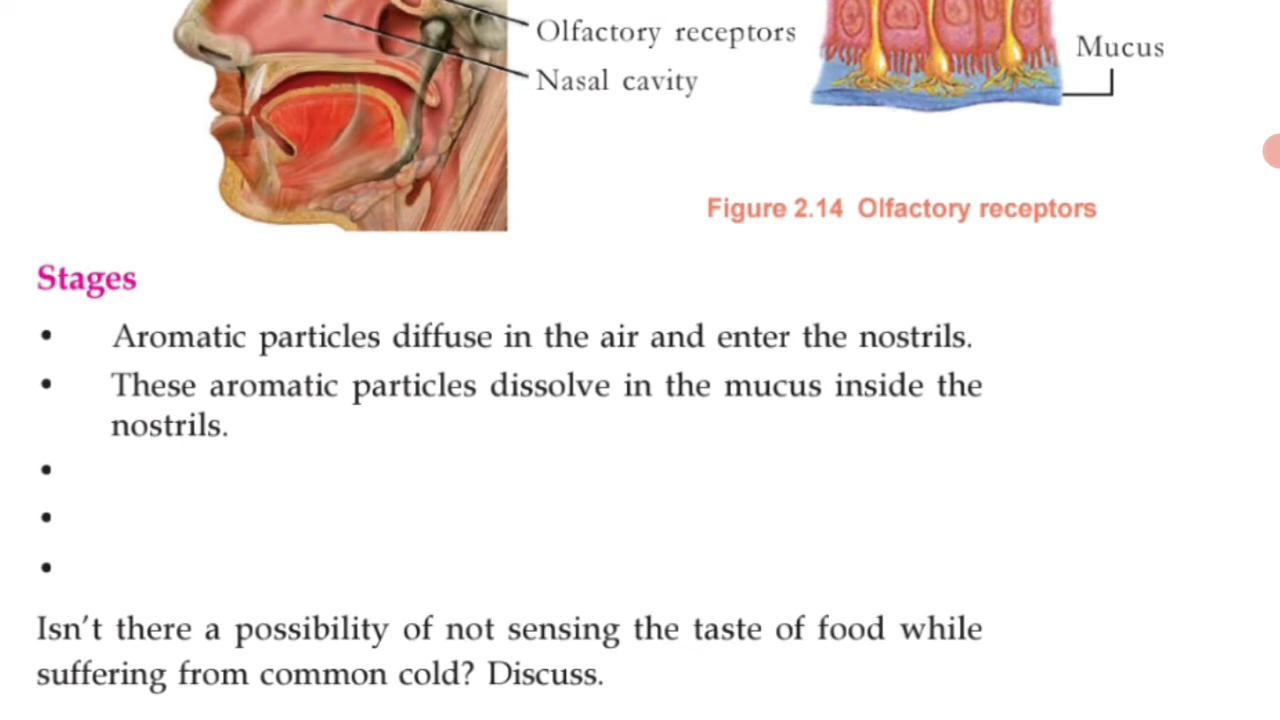 Olfactory receptors
Mucus
Nasal cavity
Figure 2.14 Olfactory receptors
Stages
• Aromatic particles diffuse in the air and enter the nostrils.
• These aromatic particles dissolve in the mucus inside the
nostrils.
•
•
•
Isn't there a possibility of not sensing the taste of food while
suffering from common cold? Discuss.